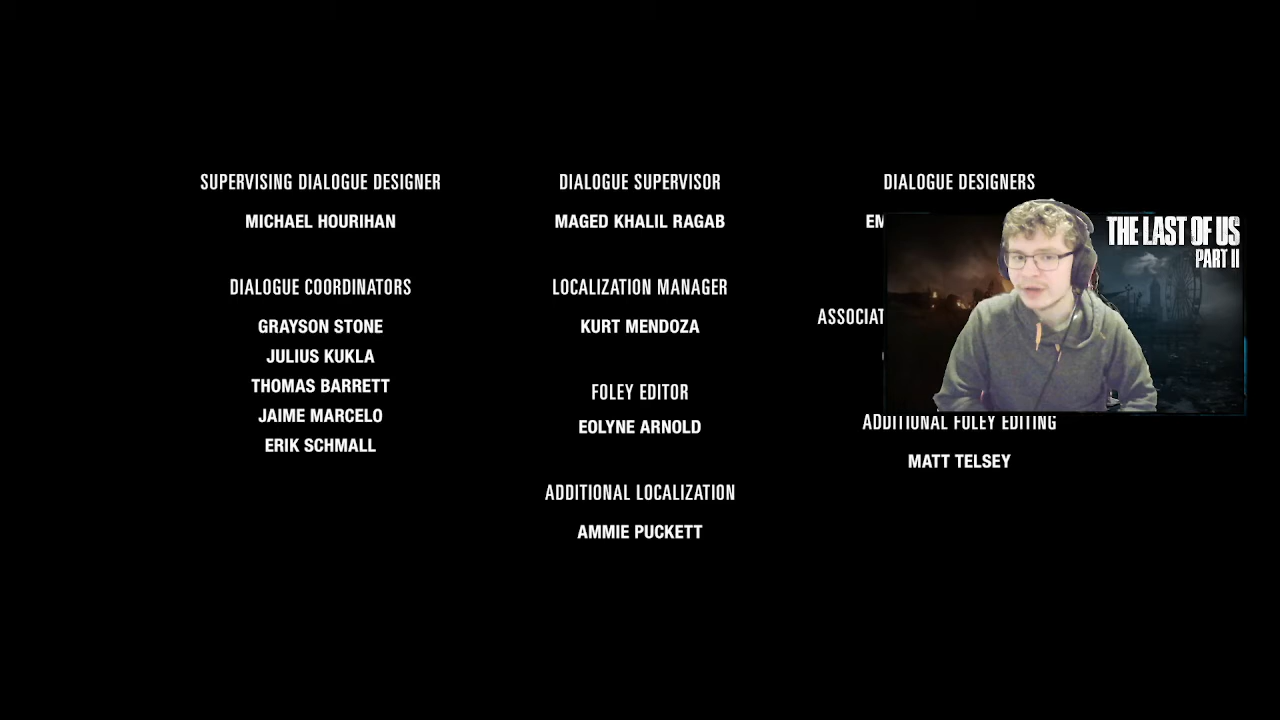 SUPERVISING DIALOGUE DESIGNER
MICHAEL HOURIHAN
DIALOGUE COORDINATORS
GRAYSON STONE
JULIUS KUKLA
THOMAS BARRETT
JAIME MARCELO
ERIK SCHMALL
DIALOGUE SUPERVISOR
MAGED KHALIL RAGAB
LOCALIZATION MANAGER
KURT MENDOZA
FOLEY EDITOR
EOLYNE ARNOLD
ADDITIONAL LOCALIZATION
AMMIE PUCKETT
DIALOGUE DESIGNERS
ADDITIONAL FOLEY EDITING
MATT TELSEY
THE LAST OF US
PART II